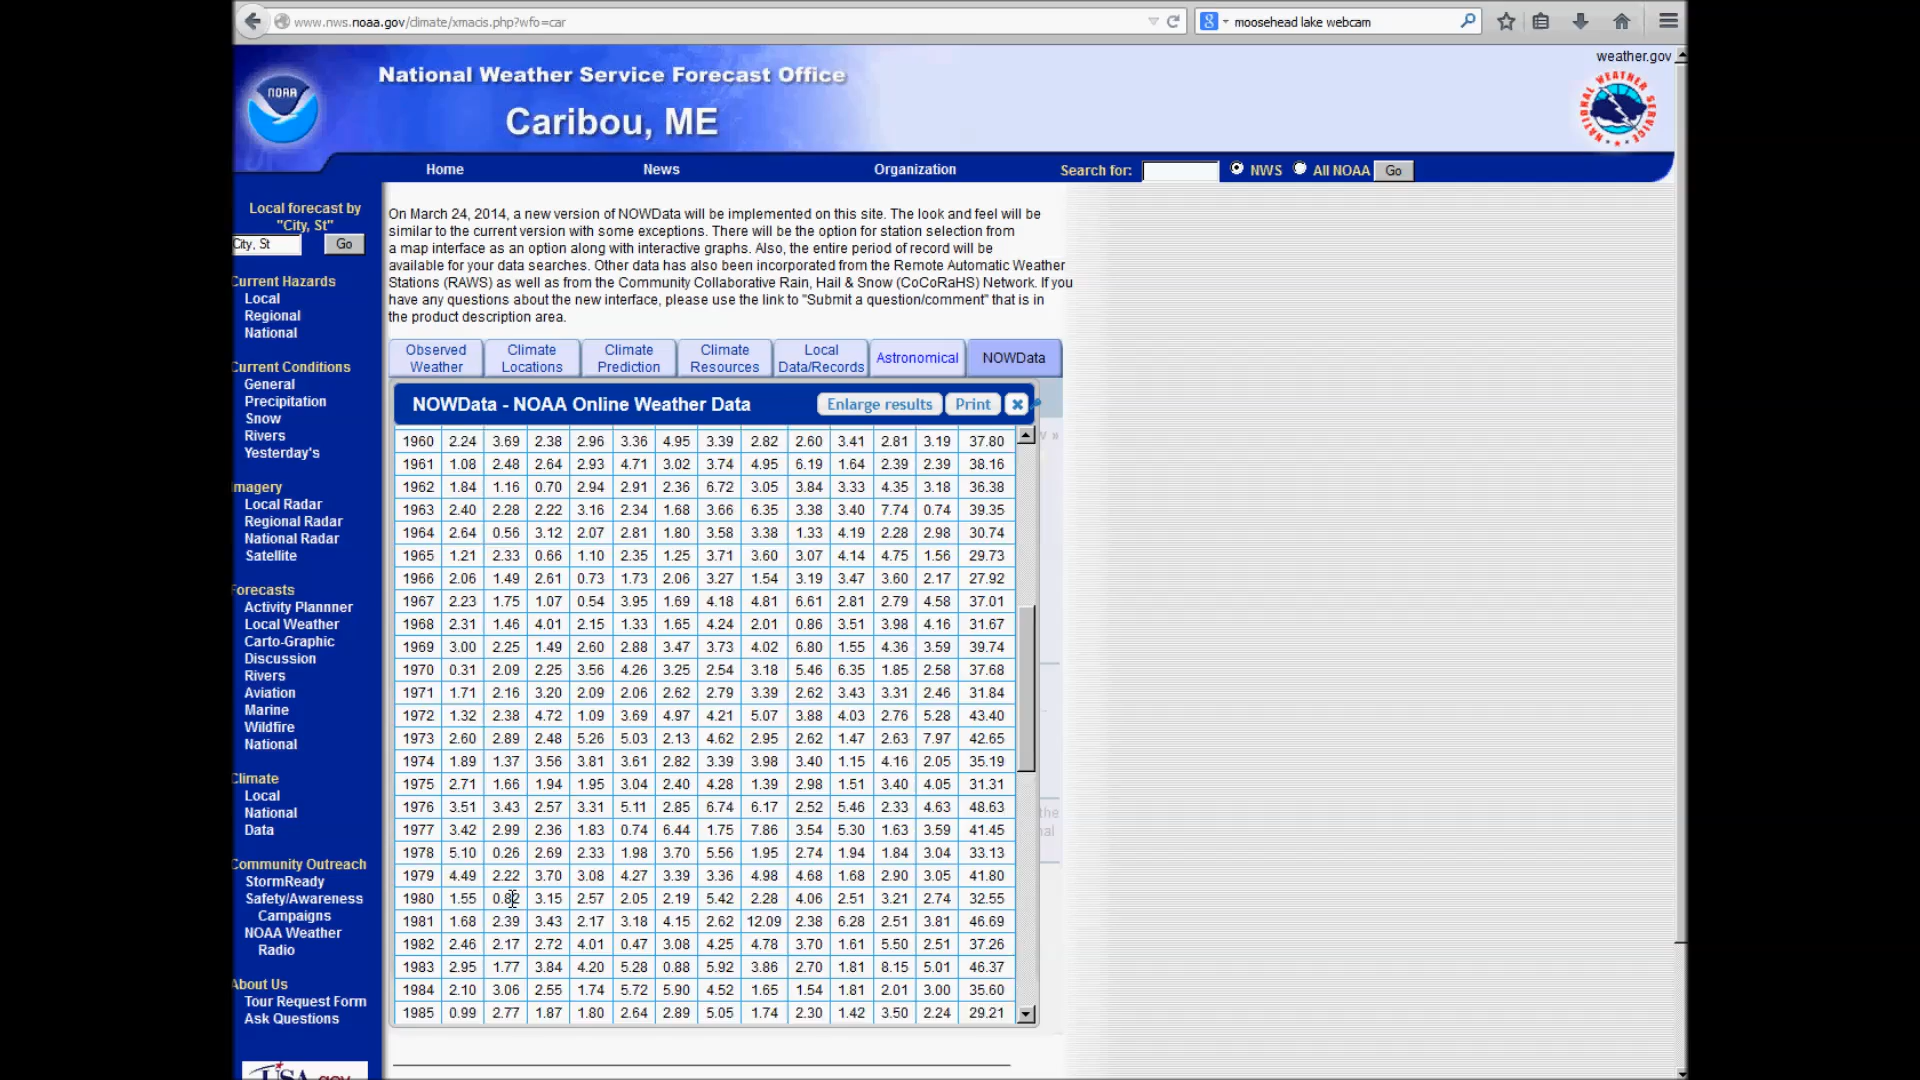 www.nws.noaa.gov/climate/xmacis.php?wfo=car
moosehead lake webcam
weather.gov
National Weather Service Forecast Office
NOAA
Caribou, ME
NATIONAL WEATHER SERVICE
Home News Organization Search for: NWS All NOAA Go
Local forecast by
"City, St"
City, St Go
Current Hazards
Local
Regional
National
Current Conditions
General
Precipitation
Snow
Rivers
Yesterday's
Imagery
Local Radar
Regional Radar
National Radar
Satellite
Forecasts
Activity Plannner
Local Weather
Carto-Graphic
Discussion
Rivers
Aviation
Marine
Wildfire
National
Climate
Local
National
Data
Community Outreach
StormReady
Safety/Awareness
Campaigns
NOAA Weather
Radio
About Us
Tour Request Form
Ask Questions
USA.gov
On March 24, 2014, a new version of NOWData will be implemented on this site. The look and feel will be
similar to the current version with some exceptions. There will be the option for station selection from
a map interface as an option along with interactive graphs. Also, the entire period of record will be
available for your data searches. Other data has also been incorporated from the Remote Automatic Weather
Stations (RAWS) as well as from the Community Collaborative Rain, Hail & Snow (CoCoRaHS) Network. If you
have any questions about the new interface, please use the link to "Submit a question/comment" that is in
the product description area.
Observed Weather
Climate Locations
Climate Prediction
Climate Resources
Local Data/Records
Astronomical
NOWData
NOWData - NOAA Online Weather Data Enlarge results Print
1960 2.24 3.69 2.38 2.96 3.36 4.95 3.39 2.82 2.60 3.41 2.81 3.19 37.80
1961 1.08 2.48 2.64 2.93 4.71 3.02 3.74 4.95 6.19 1.64 2.39 2.39 38.16
1962 1.84 1.16 0.70 2.94 2.91 2.36 6.72 3.05 3.84 3.33 4.35 3.18 36.38
1963 2.40 2.28 2.22 3.16 2.34 1.68 3.66 6.35 3.38 3.40 7.74 0.74 39.35
1964 2.64 0.56 3.12 2.07 2.81 1.80 3.58 3.38 1.33 4.19 2.28 2.98 30.74
1965 1.21 2.33 0.66 1.10 2.35 1.25 3.71 3.60 3.07 4.14 4.75 1.56 29.73
1966 2.06 1.49 2.61 0.73 1.73 2.06 3.27 1.54 3.19 3.47 3.60 2.17 27.92
1967 2.23 1.75 1.07 0.54 3.95 1.69 4.18 4.81 6.61 2.81 2.79 4.58 37.01
1968 2.31 1.46 4.01 2.15 1.33 1.65 4.24 2.01 0.86 3.51 3.98 4.16 31.67
1969 3.00 2.25 1.49 2.60 2.88 3.47 3.73 4.02 6.80 1.55 4.36 3.59 39.74
1970 0.31 2.09 2.25 3.56 4.26 3.25 2.54 3.18 5.46 6.35 1.85 2.58 37.68
1971 1.71 2.16 3.20 2.09 2.06 2.62 2.79 3.39 2.62 3.43 3.31 2.46 31.84
1972 1.32 2.38 4.72 1.09 3.69 4.97 4.21 5.07 3.88 4.03 2.76 5.28 43.40
1973 2.60 2.89 2.48 5.26 5.03 2.13 4.62 2.95 2.62 1.47 2.63 7.97 42.65
1974 1.89 1.37 3.56 3.81 3.61 2.82 3.39 3.98 3.40 1.15 4.16 2.05 35.19
1975 2.71 1.66 1.94 1.95 3.04 2.40 4.28 1.39 2.98 1.51 3.40 4.05 31.31
1976 3.51 3.43 2.57 3.31 5.11 2.85 6.74 6.17 2.52 5.46 2.33 4.63 48.63
1977 3.42 2.99 2.36 1.83 0.74 6.44 1.75 7.86 3.54 5.30 1.63 3.59 41.45
1978 5.10 0.26 2.69 2.33 1.98 3.70 5.56 1.95 2.74 1.94 1.84 3.04 33.13
1979 4.49 2.22 3.70 3.08 4.27 3.39 3.36 4.98 4.68 1.68 2.90 3.05 41.80
1980 1.55 0.82 3.15 2.57 2.05 2.19 5.42 2.28 4.06 2.51 3.21 2.74 32.55
1981 1.68 2.39 3.43 2.17 3.18 4.15 2.62 12.09 2.38 6.28 2.51 3.81 46.69
1982 2.46 2.17 2.72 4.01 0.47 3.08 4.25 4.78 3.70 1.61 5.50 2.51 37.26
1983 2.95 1.77 3.84 4.20 5.28 0.88 5.92 3.86 2.70 1.81 8.15 5.01 46.37
1984 2.10 3.06 2.55 1.74 5.72 5.90 4.52 1.65 1.54 1.81 2.01 3.00 35.60
1985 0.99 2.77 1.87 1.80 2.64 2.89 5.05 1.74 2.30 1.42 3.50 2.24 29.21